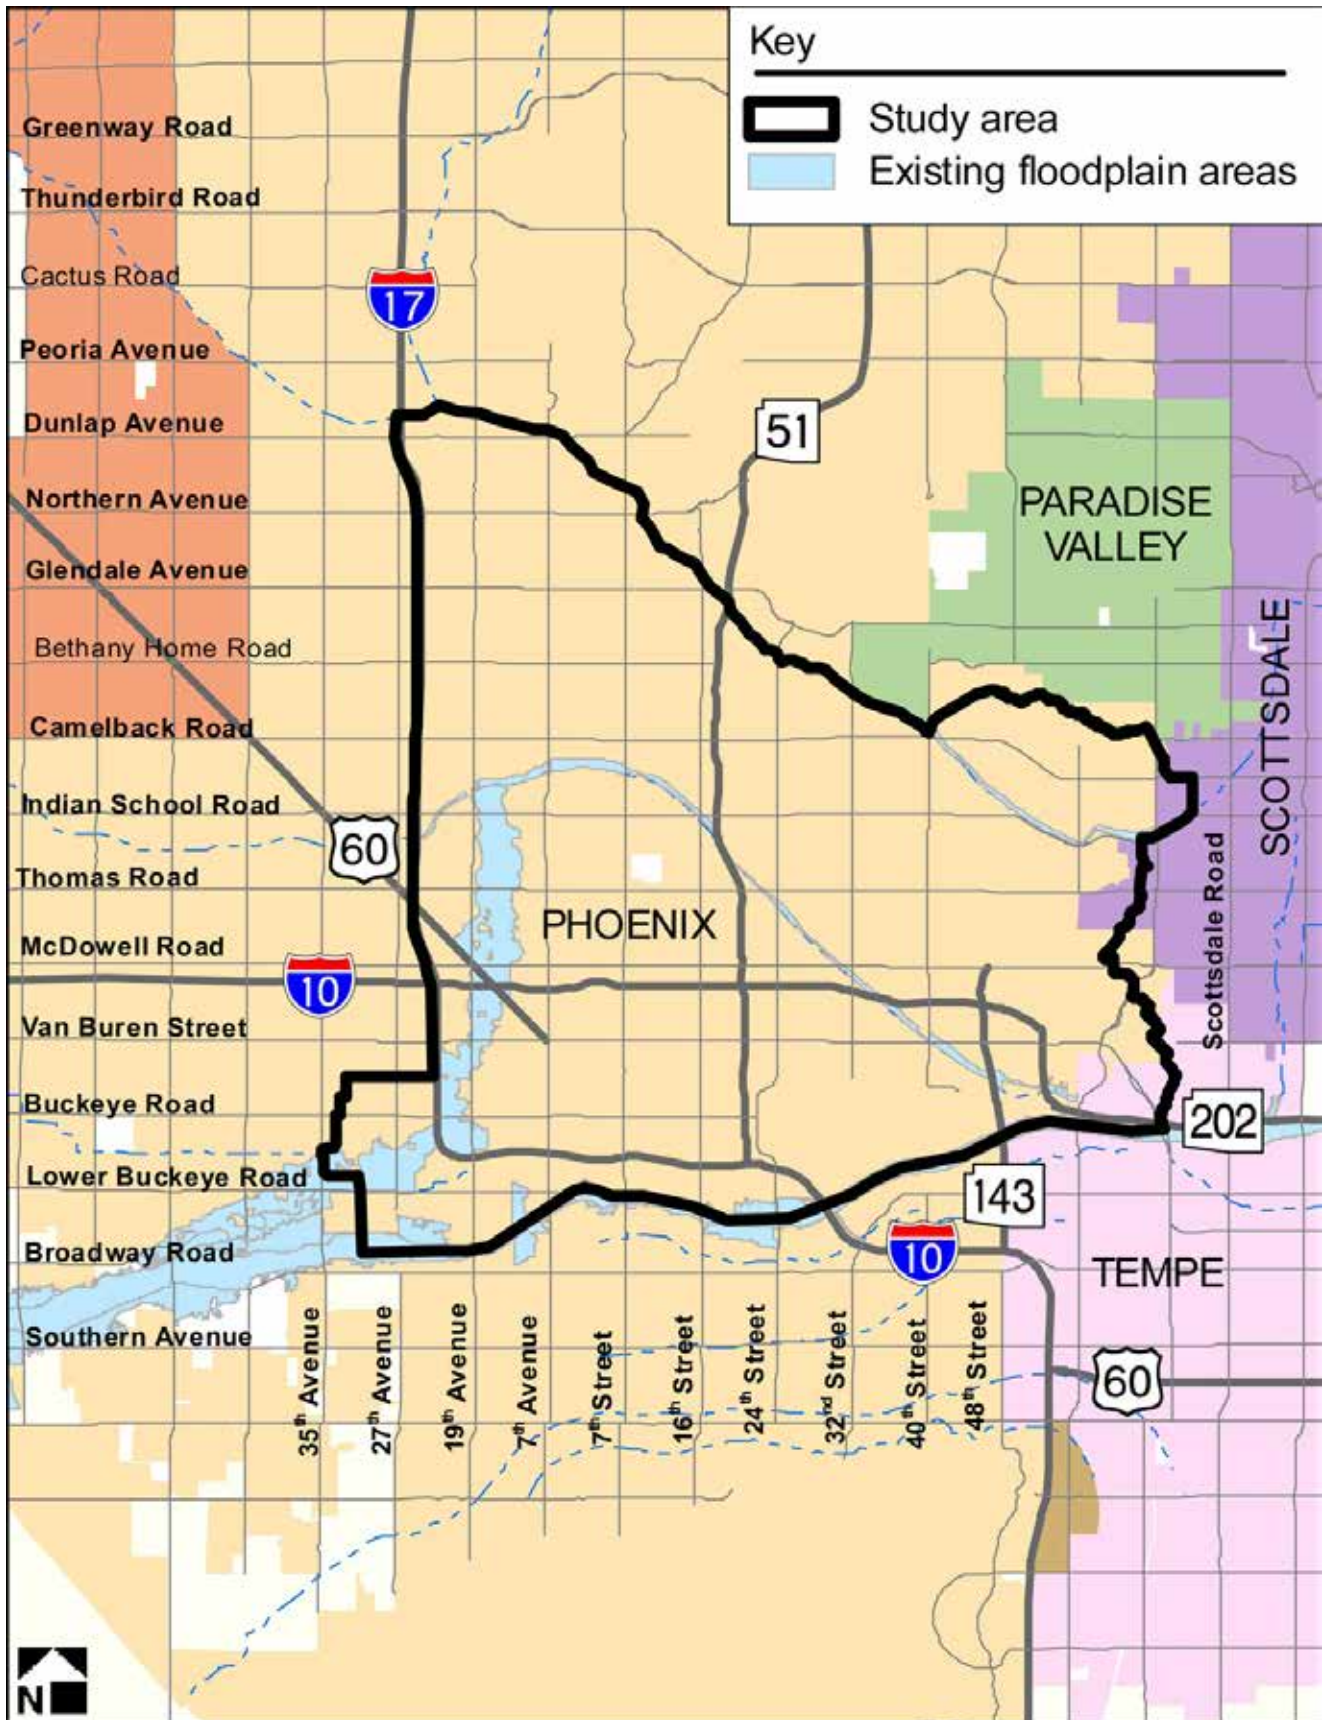 Key
Study area
Existing floodplain areas
Greenway Road
Thunderbird Road
Cactus Road
17
Peoria Avenue
Dunlap Avenue
51
Northern Avenue
PARADISE
VALLEY
Glendale Avenue
Bethany Home Road
SCOTTSDALE
Camelback Road
Indian School Road
60
Thomas Road
Scottsdale Road
PHOENIX
McDowell Road
10
Van Buren Street
Buckeye Road
202
Lower Buckeye Road
143
Broadway Road
10
TEMPE
Southern Avenue
35th Avenue
27th Avenue
19th Avenue
7th Avenue
7th Street
16th Street
24th Street
32nd Street
40th Street
48th Street
60
N